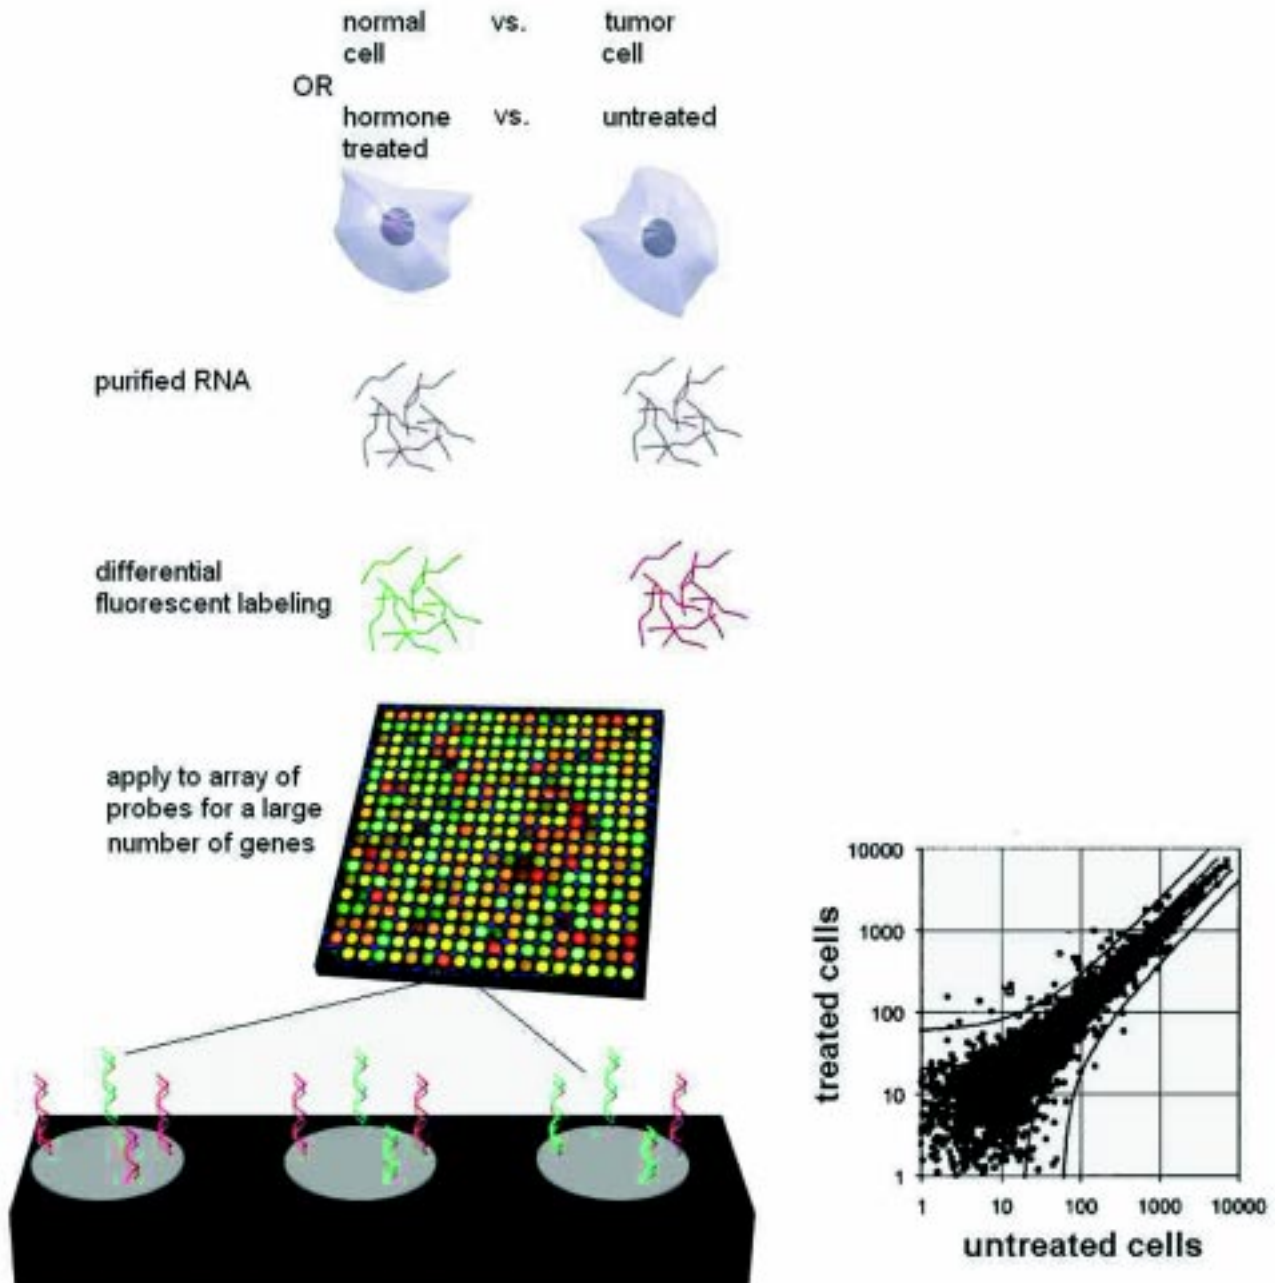 normal vs. tumor
cell cell
OR
hormone vs. untreated
treated
purified RNA
differential
fluorescent labeling
apply to array of
probes for a large
number of genes
10000
1000
100
10
1
treated cells
1 10 100 1000 10000
untreated cells